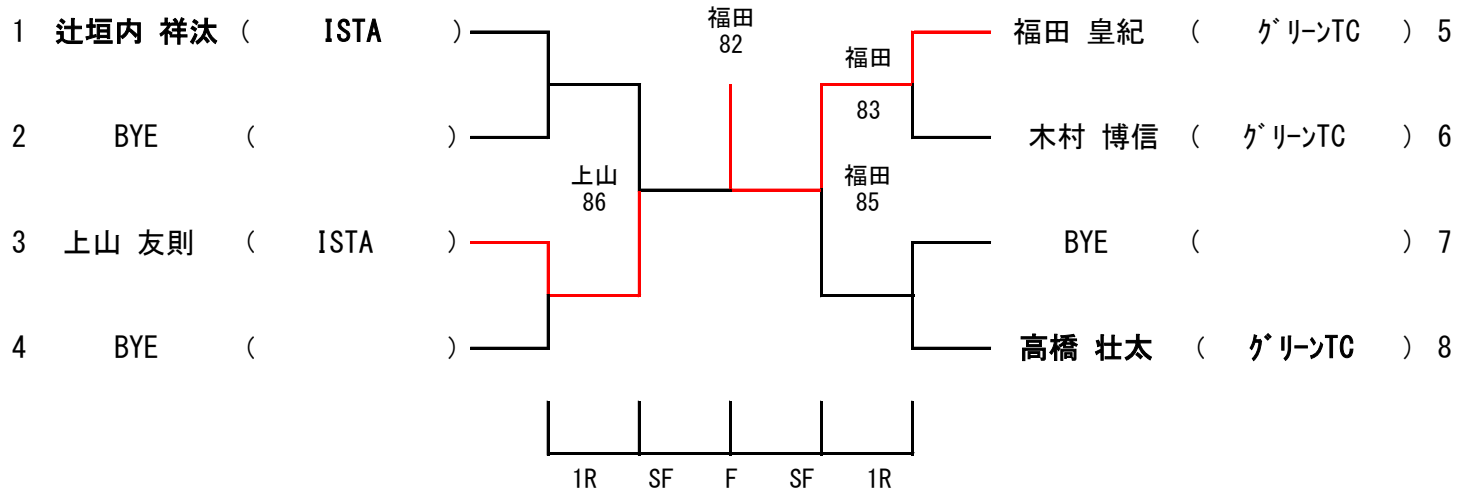 1 辻垣内 祥汰 ( ISTA )
2 BYE ( )
3 上山 友則 ( ISTA )
4 BYE ( )
上山
86
福田
82
福田
83
福田
85
福田 皇紀 ( グリーンTC ) 5
木村 博信 ( グリーンTC ) 6
BYE ( ) 7
高橋 壮太 ( グリーンTC ) 8
1R SF F SF 1R